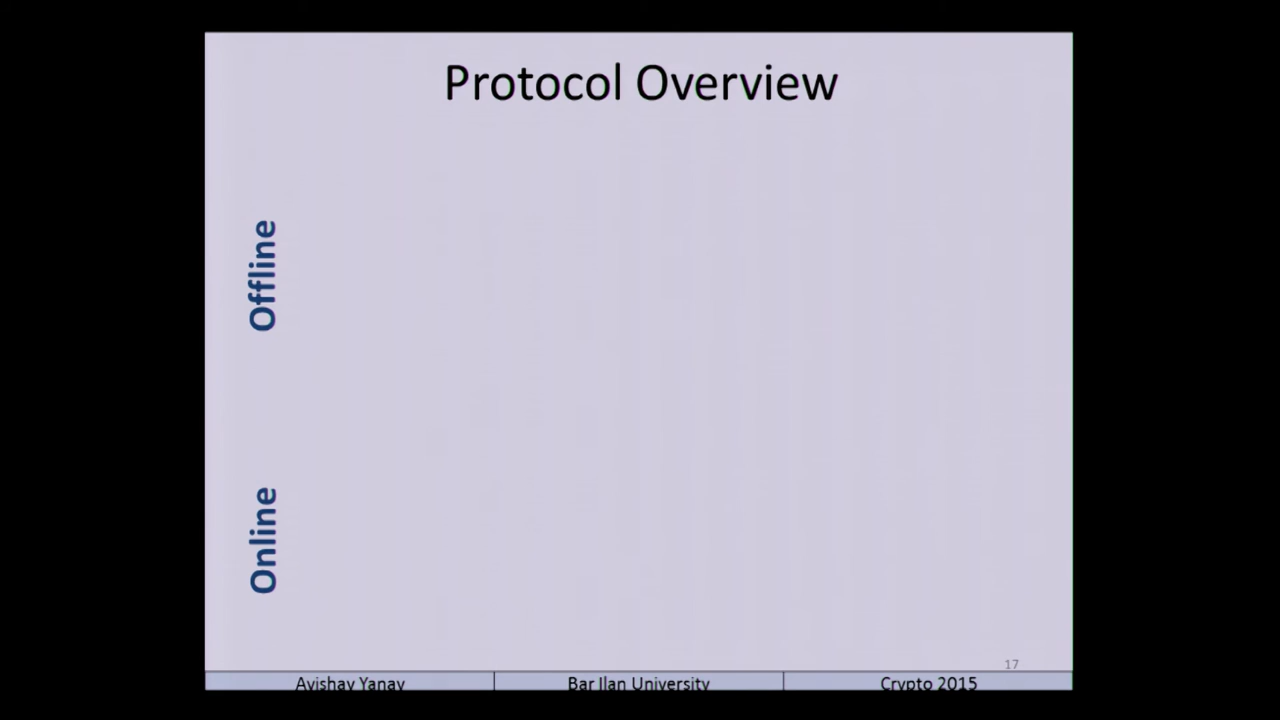 Protocol Overview
Offline
Online
17
Avishay Yanay
Bar Ilan University
Crypto 2015